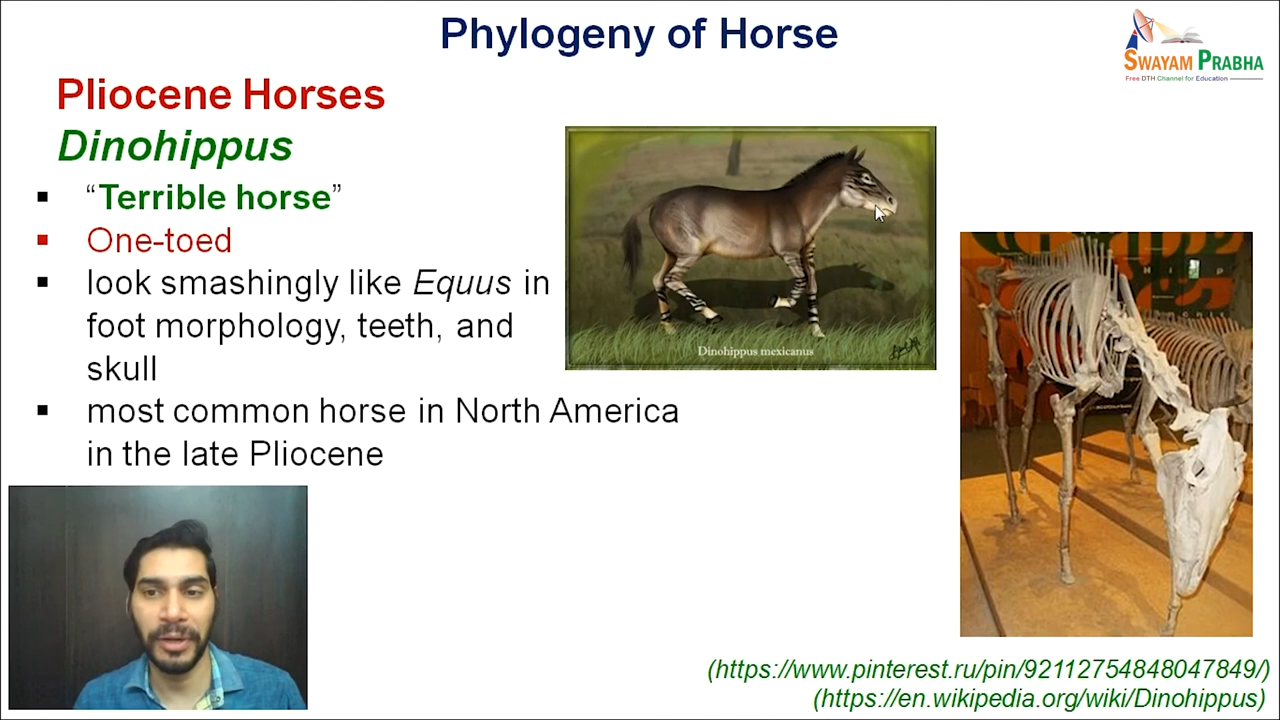 Phylogeny of Horse
SWAYAM PRABHA
Free DTH Channel for Education
Pliocene Horses
Dinohippus
▪ “Terrible horse”
▪ One-toed
▪ look smashingly like Equus in
foot morphology, teeth, and
skull
▪ most common horse in North America
in the late Pliocene
Dinohippus mexicanus
(https://www.pinterest.ru/pin/92112754848047849/)
(https://en.wikipedia.org/wiki/Dinohippus)